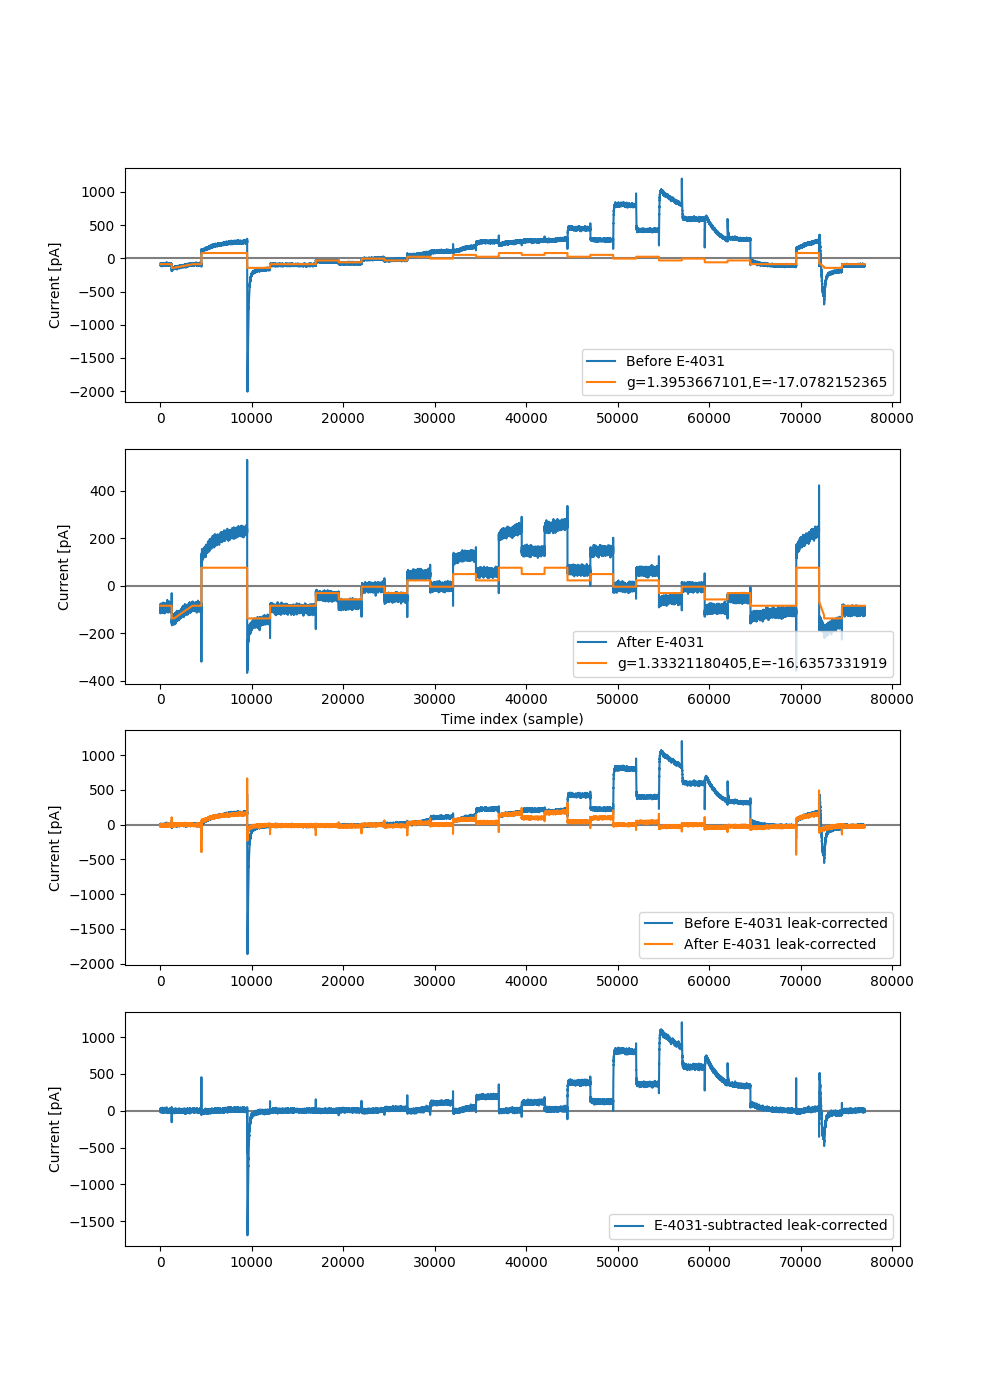 1000
500
0
−500
−1000
−1500
−2000
Current [pA]
Before E-4031
g=1.3953667101,E=-17.0782152365
0 10000 20000 30000 40000 50000 60000 70000 80000
400
200
0
−200
−400
Current [pA]
After E-4031
g=1.33321180405,E=-16.6357331919
0 10000 20000 30000 40000 50000 60000 70000 80000
Time index (sample)
1000
500
0
−500
−1000
−1500
−2000
Current [pA]
Before E-4031 leak-corrected
After E-4031 leak-corrected
0 10000 20000 30000 40000 50000 60000 70000 80000
1000
500
0
−500
−1000
−1500
Current [pA]
E-4031-subtracted leak-corrected
0 10000 20000 30000 40000 50000 60000 70000 80000